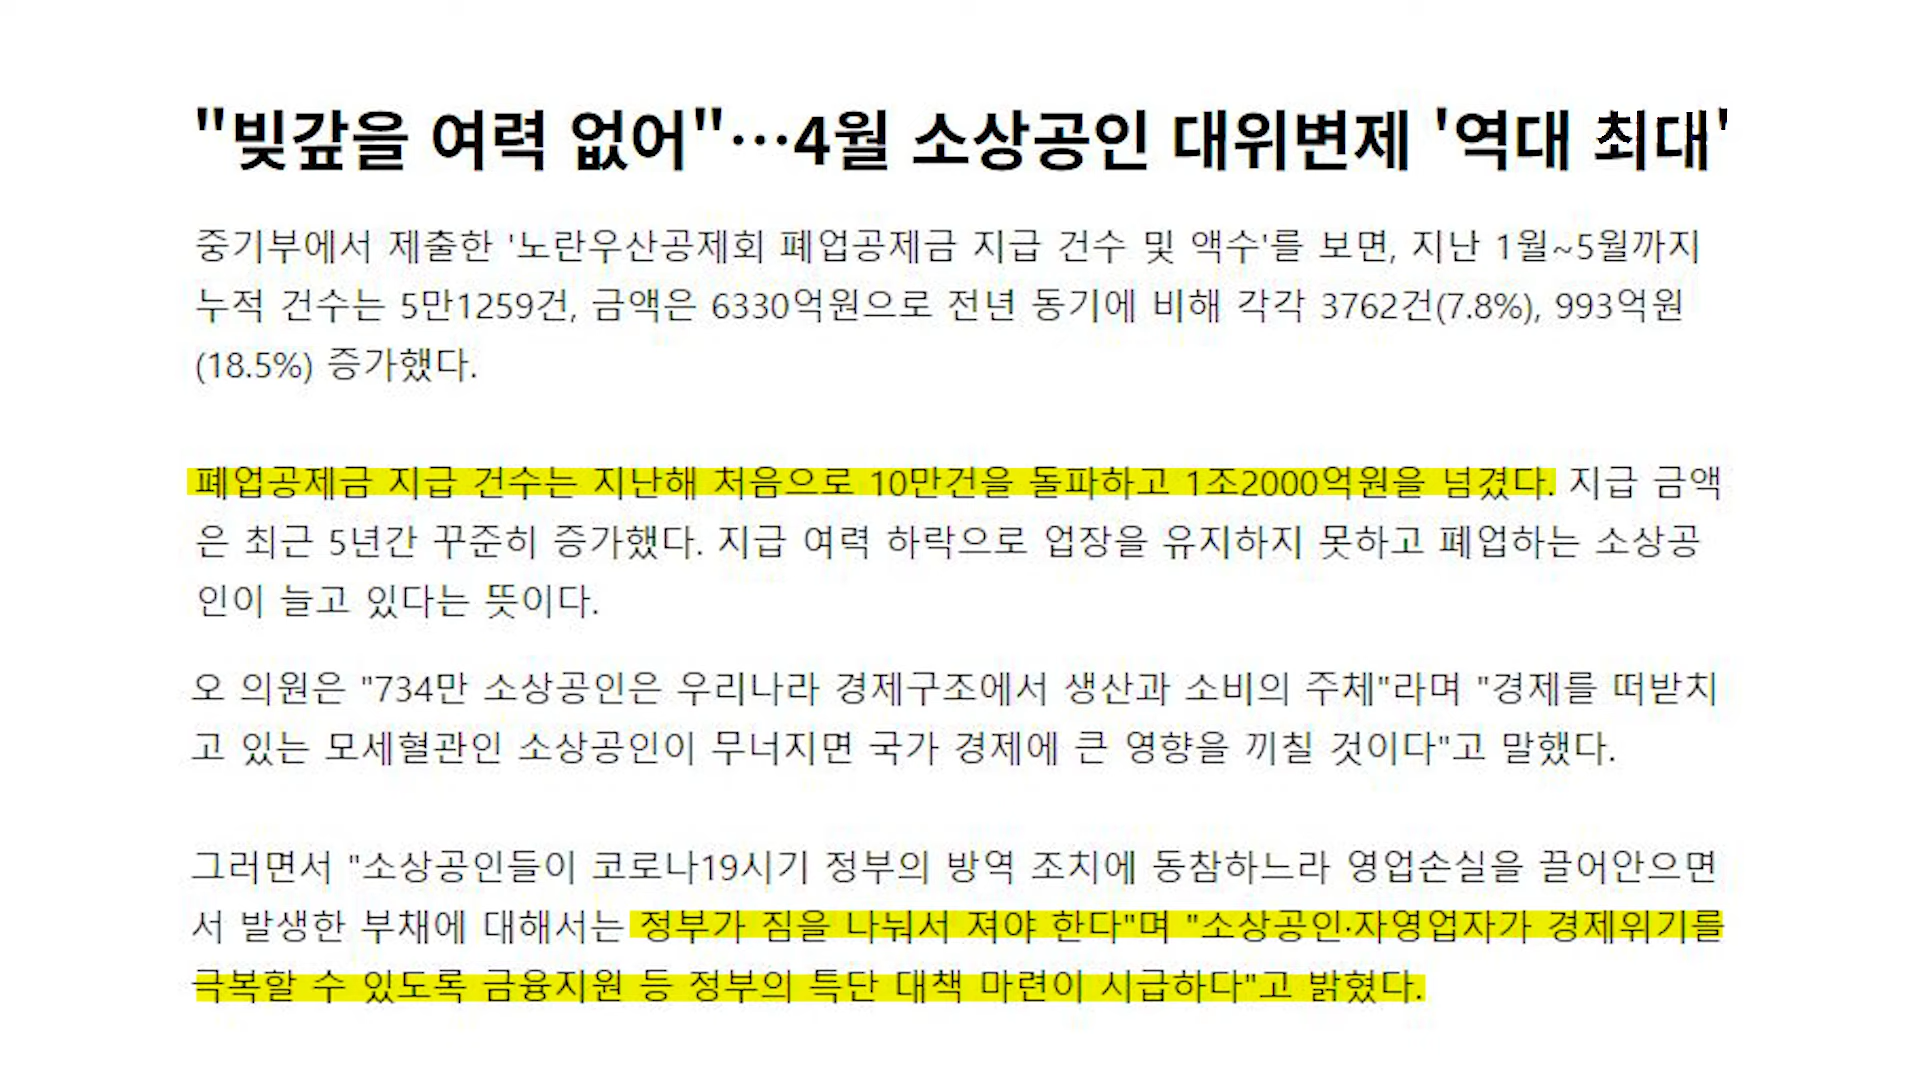 "빚갚을 여력 없어"…4월 소상공인 대위변제 '역대 최대'
중기부에서 제출한 '노란우산공제회 폐업공제금 지급 건수 및 액수'를 보면, 지난 1월~5월까지
누적 건수는 5만1259건, 금액은 6330억원으로 전년 동기에 비해 각각 3762건(7.8%), 993억원
(18.5%) 증가했다.
폐업공제금 지급 건수는 지난해 처음으로 10만건을 돌파하고 1조2000억원을 넘겼다. 지급 금액
은 최근 5년간 꾸준히 증가했다. 지급 여력 하락으로 업장을 유지하지 못하고 폐업하는 소상공
인이 늘고 있다는 뜻이다.
오 의원은 "734만 소상공인은 우리나라 경제구조에서 생산과 소비의 주체"라며 "경제를 떠받치
고 있는 모세혈관인 소상공인이 무너지면 국가 경제에 큰 영향을 끼칠 것이다"고 말했다.
그러면서 "소상공인들이 코로나19시기 정부의 방역 조치에 동참하느라 영업손실을 끌어안으면
서 발생한 부채에 대해서는 정부가 짐을 나눠서 져야 한다"며 "소상공인·자영업자가 경제위기를
극복할 수 있도록 금융지원 등 정부의 특단 대책 마련이 시급하다"고 밝혔다.